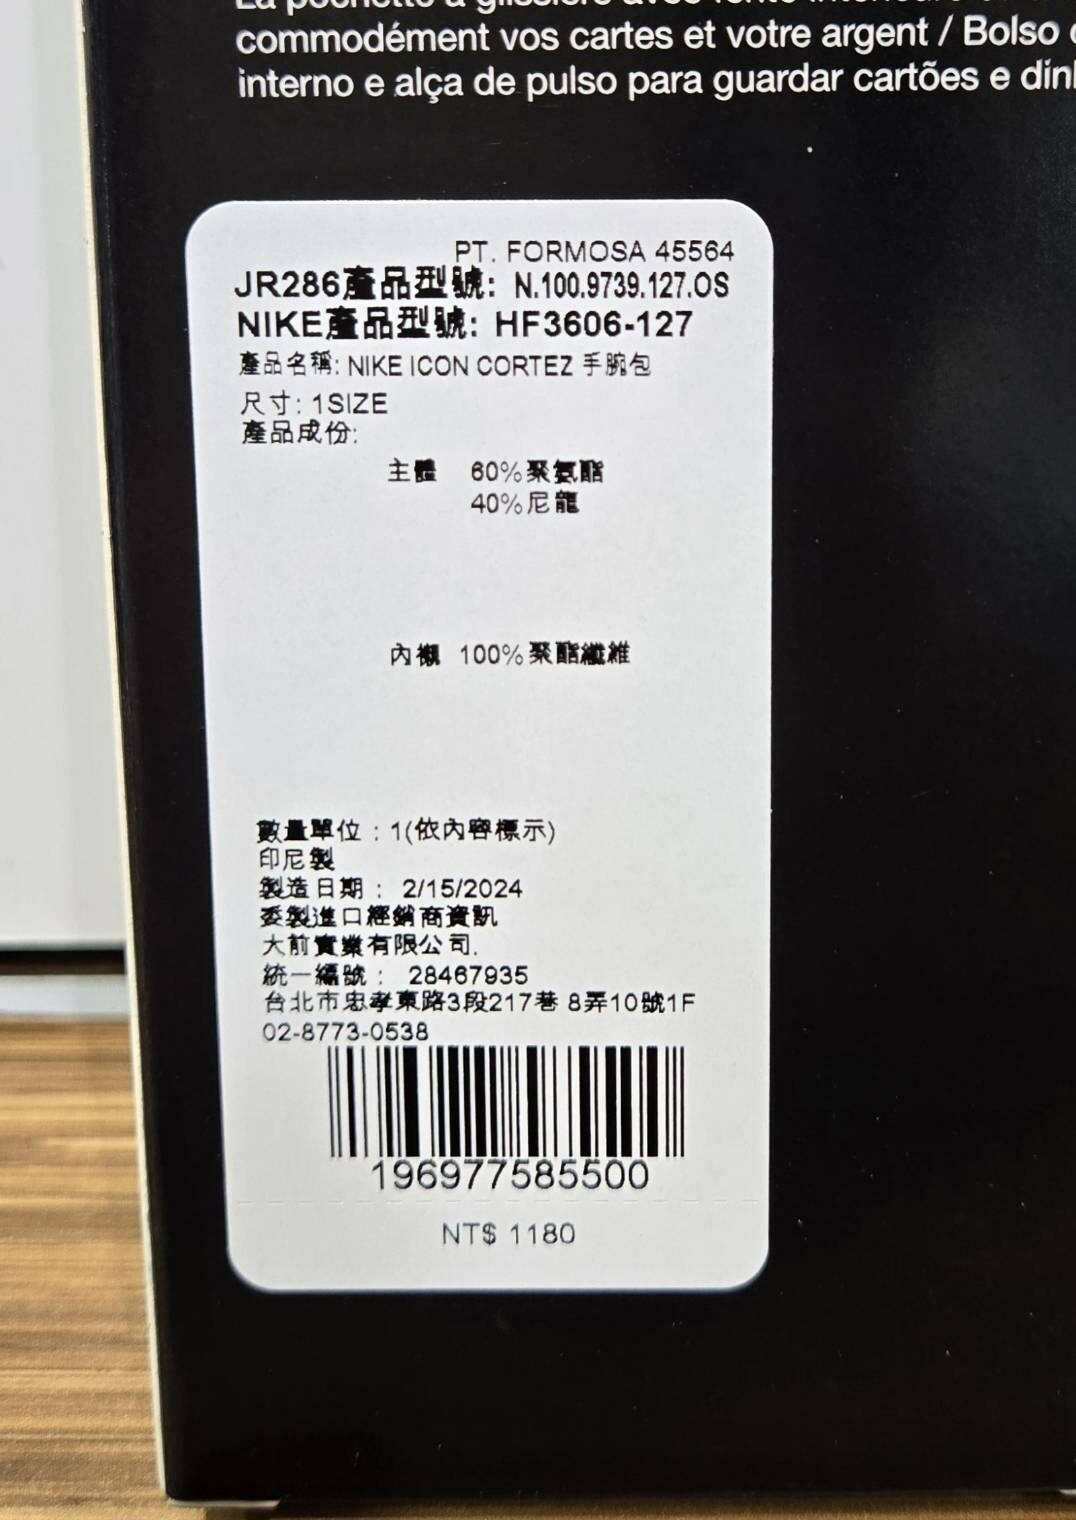 commodément vos cartes et votre argent / Bolso
interno e alça de pulso para guardar cartões e
PT. FORMOSA 45564
JR286產品型號: N.100.9739.127.OS
NIKE產品型號: HF3606-127
產品名稱: NIKE ICON CORTEZ 手腕包
尺寸: 1SIZE
產品成份:
主體 60%聚氨酯
40%尼龍
內襯 100%聚酯纖維
數量單位：1(依內容標示)
印尼製
製造日期： 2/15/2024
委製進口經銷商資訊
大前實業有限公司.
統一編號： 28467935
台北市忠孝東路3段217巷 8弄10號1F
02-8773-0538
196977585500
NT$ 1180